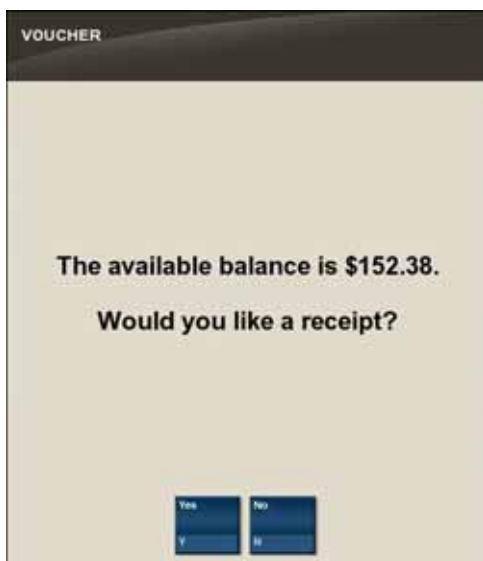 VOUCHER
The available balance is $152.38.
Would you like a receipt?
Yes No
Y N